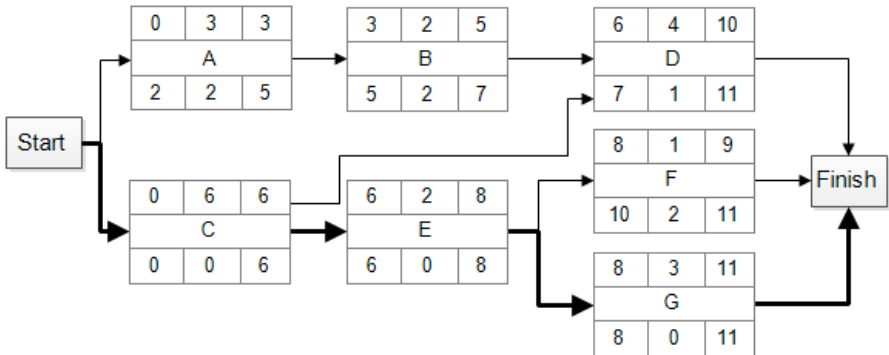 0 3 3
A
2 2 5
3 2 5
B
5 2 7
6 4 10
D
7 1 11
Start
0 6 6
C
0 0 6
6 2 8
E
6 0 8
8 1 9
F
10 2 11
8 3 11
G
8 0 11
Finish